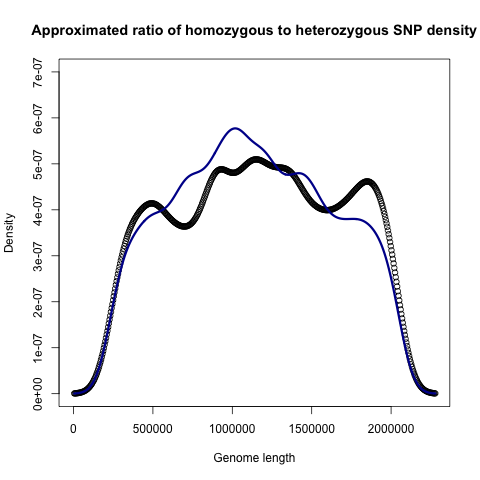 Approximated ratio of homozygous to heterozygous SNP density
7e-07
6e-07
5e-07
4e-07
3e-07
2e-07
1e-07
0e+00
Density
0 500000 1000000 1500000 2000000
Genome length